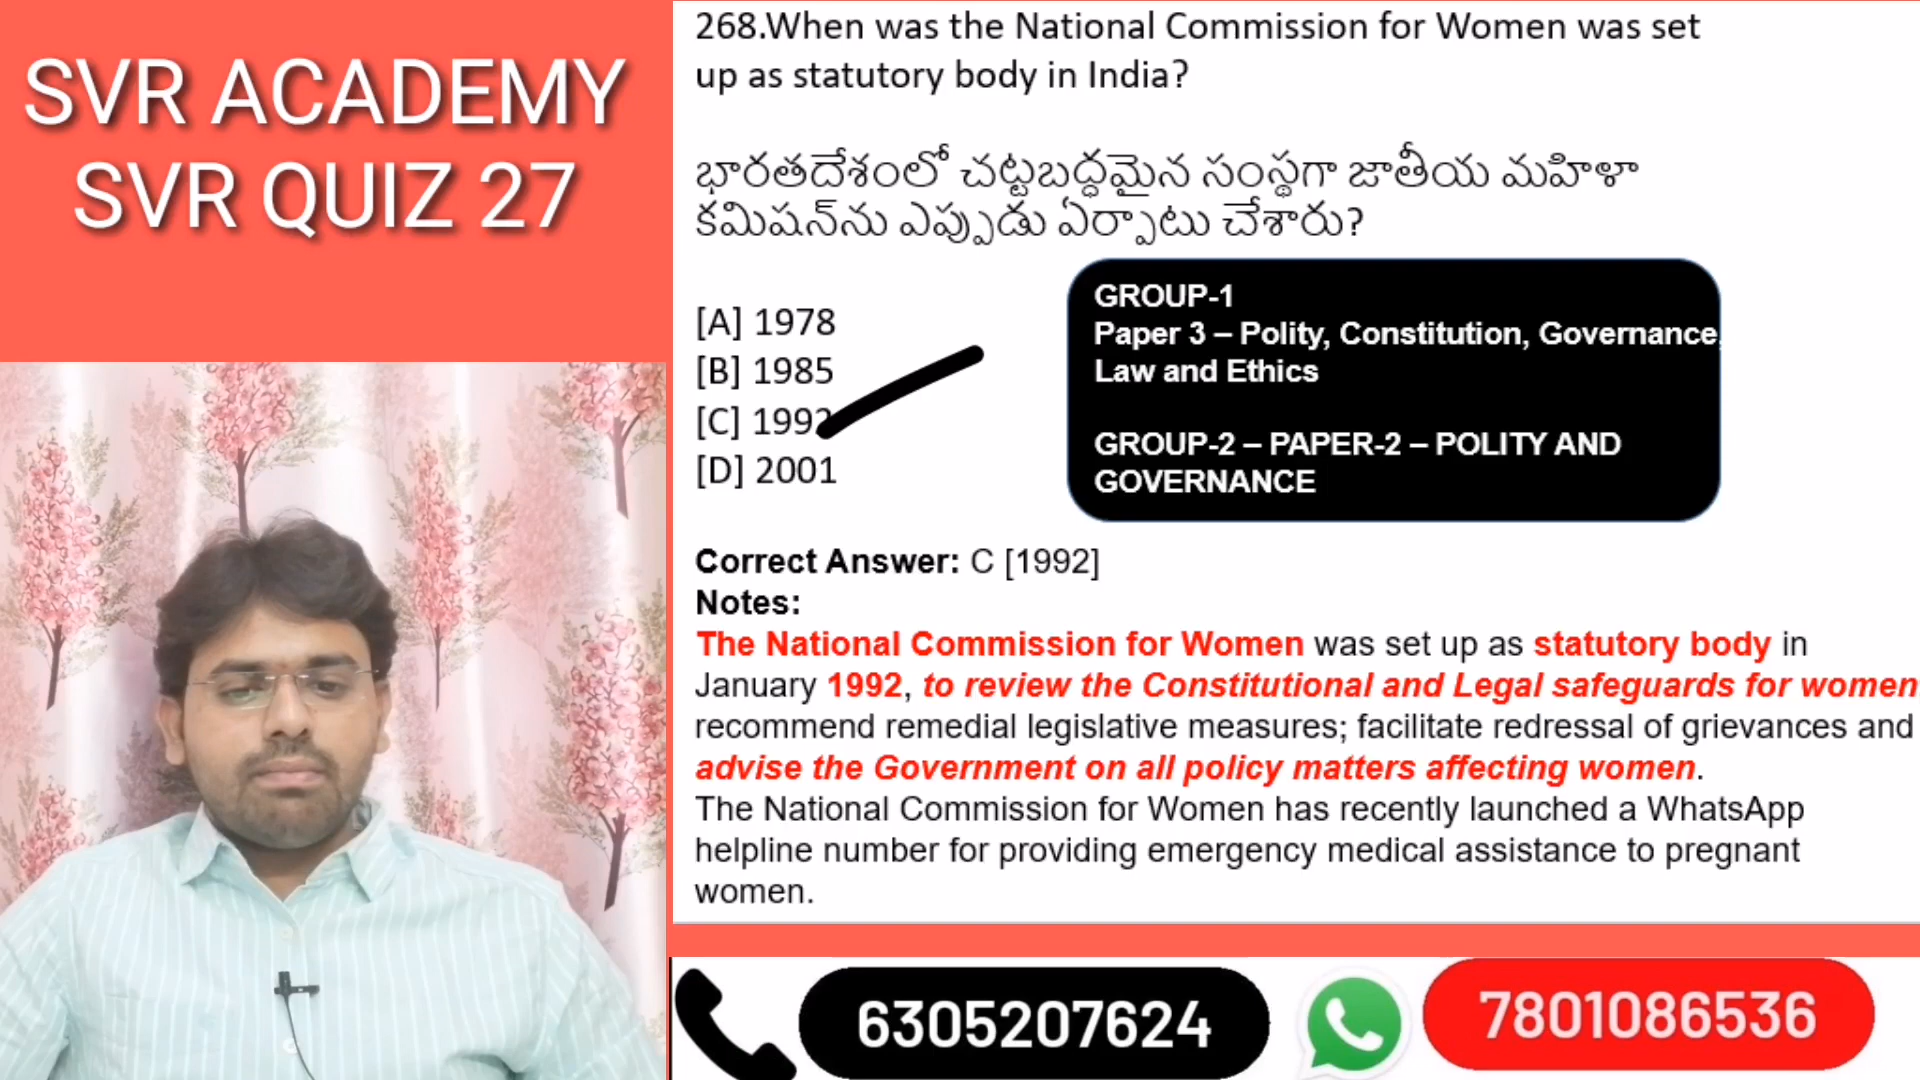 SVR ACADEMY
SVR QUIZ 27
268.When was the National Commission for Women was set
up as statutory body in India?
భారతదేశంలో చట్టబద్ధమైన సంస్థగా జాతీయ మహిళా
కమిషన్‌ను ఎప్పుడు ఏర్పాటు చేశారు?
[A] 1978
[B] 1985
[C] 1992
[D] 2001
GROUP-1
Paper 3 – Polity, Constitution, Governance,
Law and Ethics
GROUP-2 – PAPER-2 – POLITY AND
GOVERNANCE
Correct Answer: C [1992]
Notes:
The National Commission for Women was set up as statutory body in
January 1992, to review the Constitutional and Legal safeguards for women
recommend remedial legislative measures; facilitate redressal of grievances and
advise the Government on all policy matters affecting women.
The National Commission for Women has recently launched a WhatsApp
helpline number for providing emergency medical assistance to pregnant
women.
6305207624
7801086536